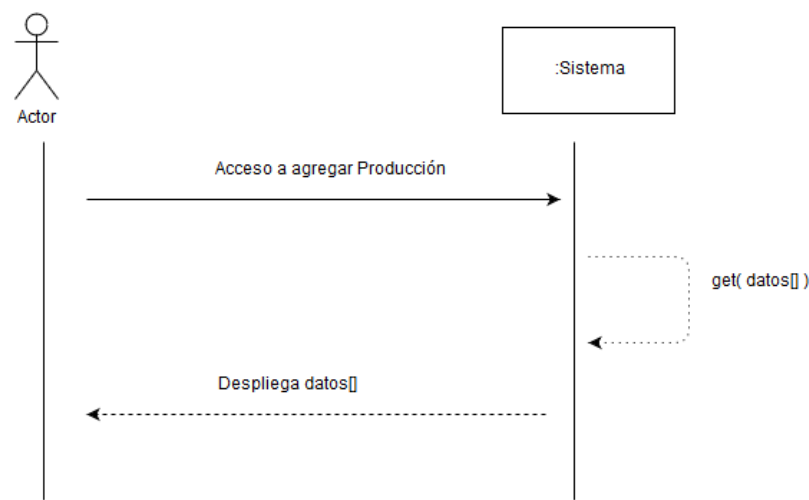 :Sistema
Actor
Acceso a agregar Producción
get( datos[] )
Despliega datos[]